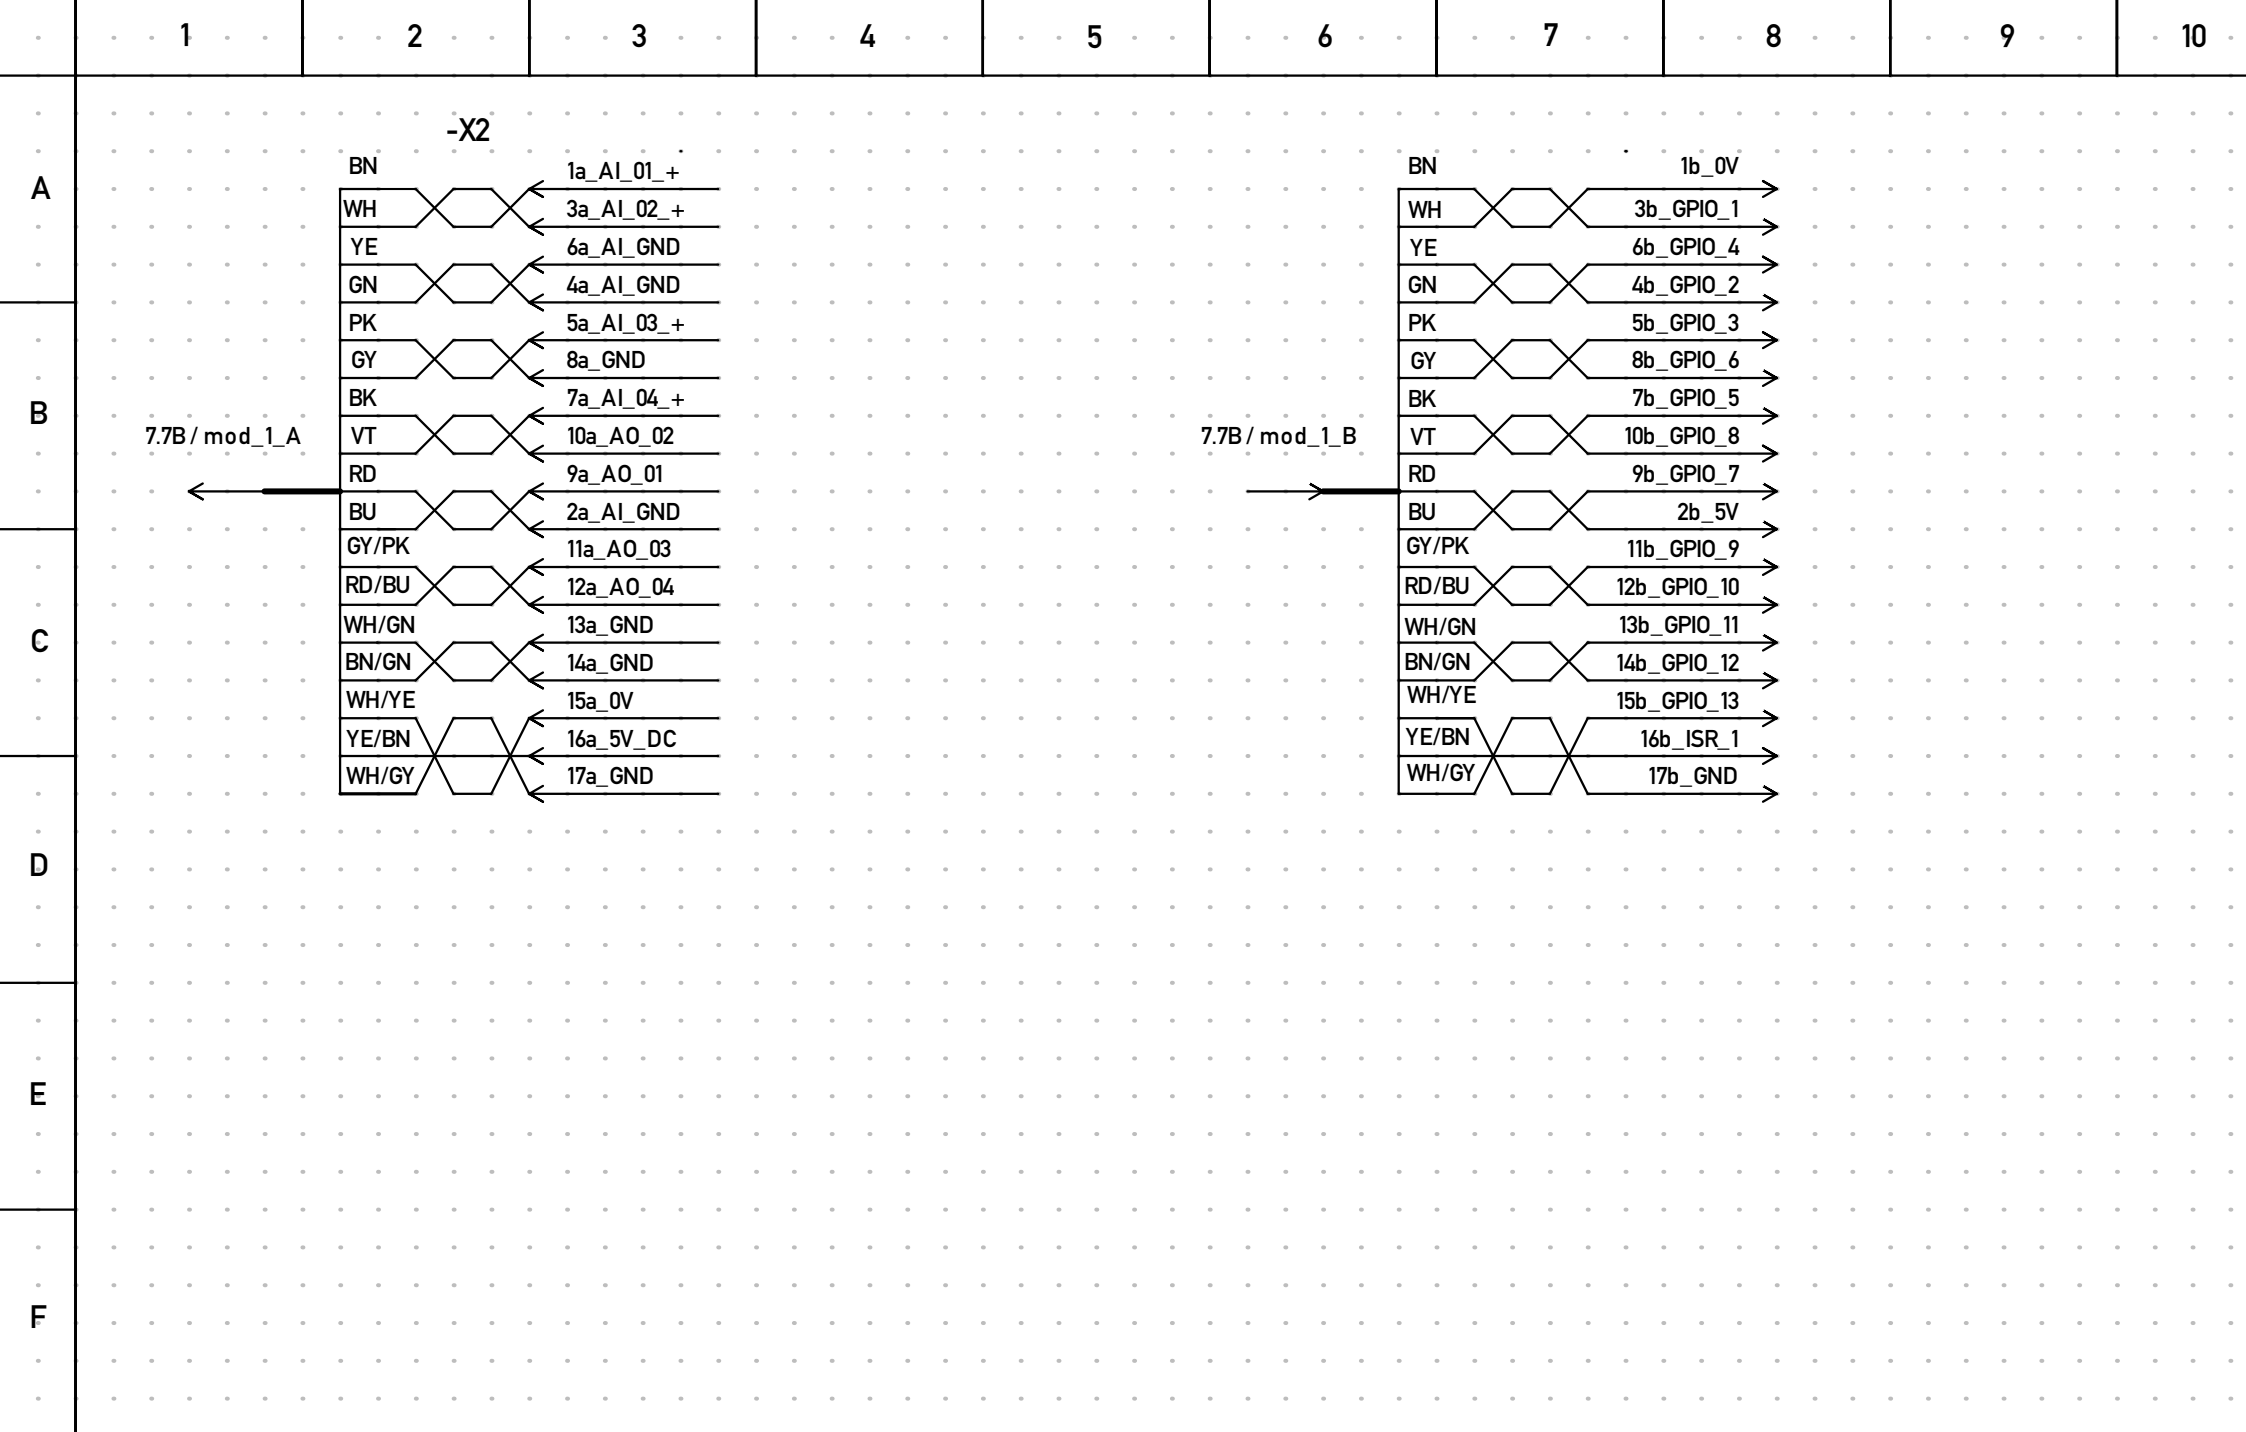 1 2 3 4 5 6 7 8 9 10
A
B
C
D
E
F
-X2
7.7B / mod_1_A
BN 1a_AI_01_+
WH 3a_AI_02_+
YE 6a_AI_GND
GN 4a_AI_GND
PK 5a_AI_03_+
GY 8a_GND
BK 7a_AI_04_+
VT 10a_AO_02
RD 9a_AO_01
BU 2a_AI_GND
GY/PK 11a_AO_03
RD/BU 12a_AO_04
WH/GN 13a_GND
BN/GN 14a_GND
WH/YE 15a_0V
YE/BN 16a_5V_DC
WH/GY 17a_GND
7.7B / mod_1_B
BN 1b_0V
WH 3b_GPIO_1
YE 6b_GPIO_4
GN 4b_GPIO_2
PK 5b_GPIO_3
GY 8b_GPIO_6
BK 7b_GPIO_5
VT 10b_GPIO_8
RD 9b_GPIO_7
BU 2b_5V
GY/PK 11b_GPIO_9
RD/BU 12b_GPIO_10
WH/GN 13b_GPIO_11
BN/GN 14b_GPIO_12
WH/YE 15b_GPIO_13
YE/BN 16b_ISR_1
WH/GY 17b_GND